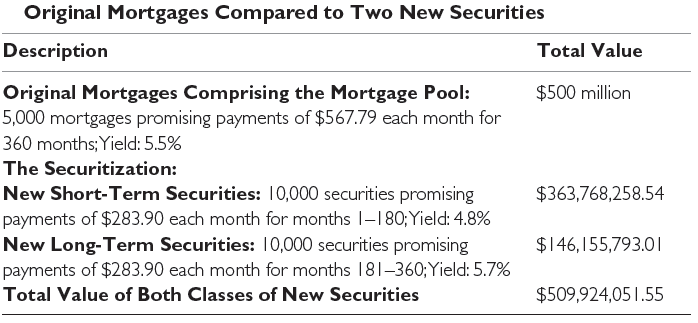 Original Mortgages Compared to Two New Securities
Description Total Value
Original Mortgages Comprising the Mortgage Pool: $500 million
5,000 mortgages promising payments of $567.79 each month for
360 months; Yield: 5.5%
The Securitization:
New Short-Term Securities: 10,000 securities promising $363,768,258.54
payments of $283.90 each month for months 1–180; Yield: 4.8%
New Long-Term Securities: 10,000 securities promising $146,155,793.01
payments of $283.90 each month for months 181–360; Yield: 5.7%
Total Value of Both Classes of New Securities $509,924,051.55